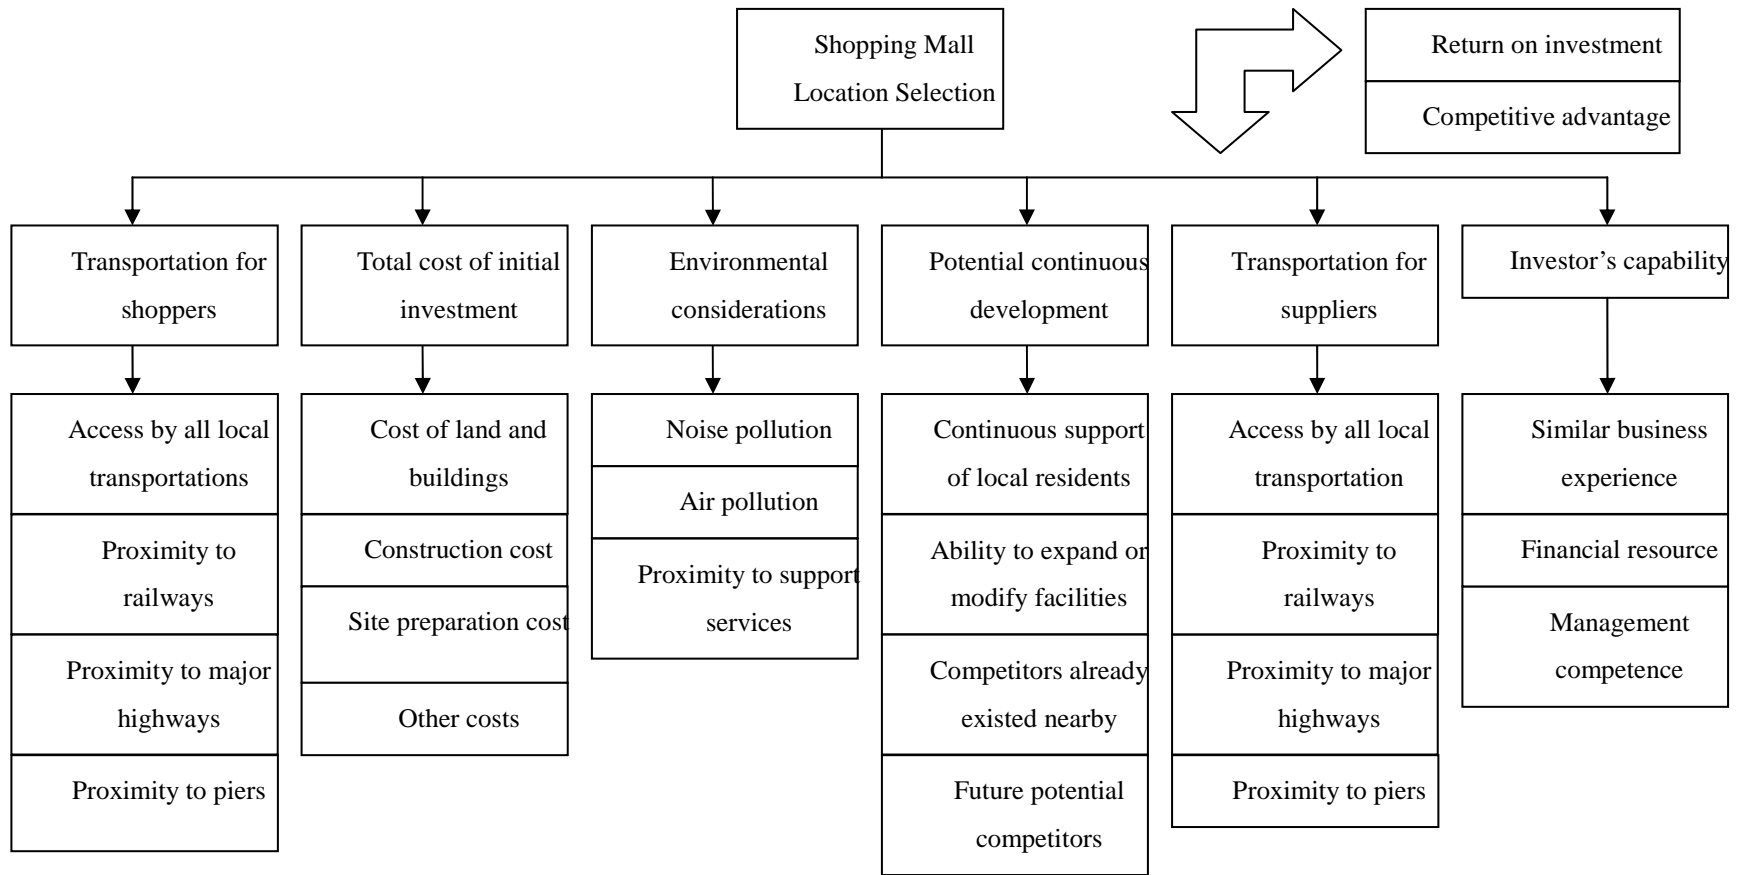 Shopping Mall
Location Selection
Return on investment
Competitive advantage
Transportation for
shoppers
Total cost of initial
investment
Environmental
considerations
Potential continuous
development
Transportation for
suppliers
Investor’s capability
Access by all local
transportations
Proximity to
railways
Proximity to major
highways
Proximity to piers
Cost of land and
buildings
Construction cost
Site preparation cost
Other costs
Noise pollution
Air pollution
Proximity to support
services
Continuous support
of local residents
Ability to expand or
modify facilities
Competitors already
existed nearby
Future potential
competitors
Access by all local
transportation
Proximity to
railways
Proximity to major
highways
Proximity to piers
Similar business
experience
Financial resource
Management
competence